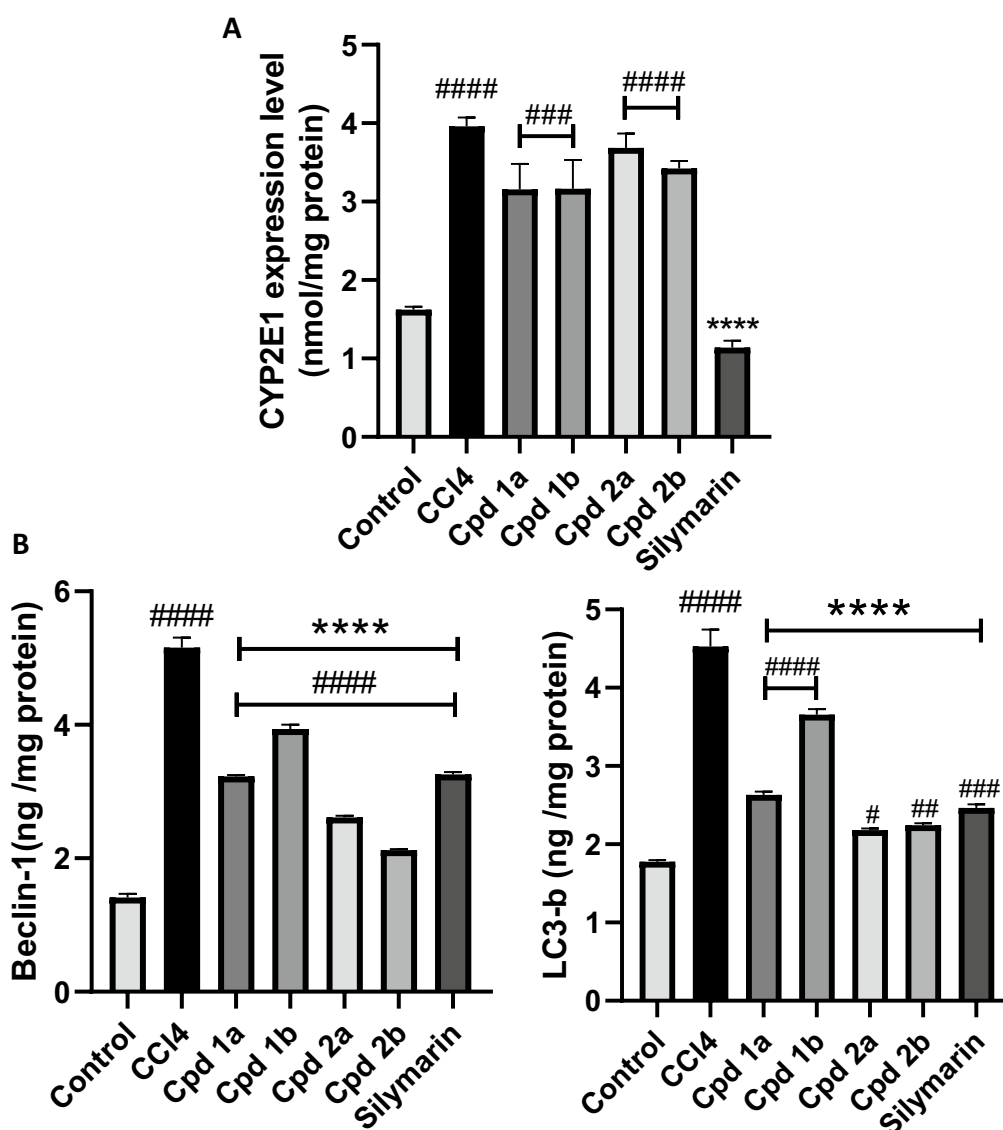 A
CYP2E1 expression level
(nmol/mg protein)
5
4
3
2
1
0
####
###
####
****
Control
CCl4
Cpd 1a
Cpd 1b
Cpd 2a
Cpd 2b
Silymarin
B
Beclin-1(ng /mg protein)
6
4
2
0
####
****
####
Control
CCl4
Cpd 1a
Cpd 1b
Cpd 2a
Cpd 2b
Silymarin
LC3-b (ng /mg protein)
5
4
3
2
1
0
####
****
####
#
##
###
Control
CCl4
Cpd 1a
Cpd 1b
Cpd 2a
Cpd 2b
Silymarin